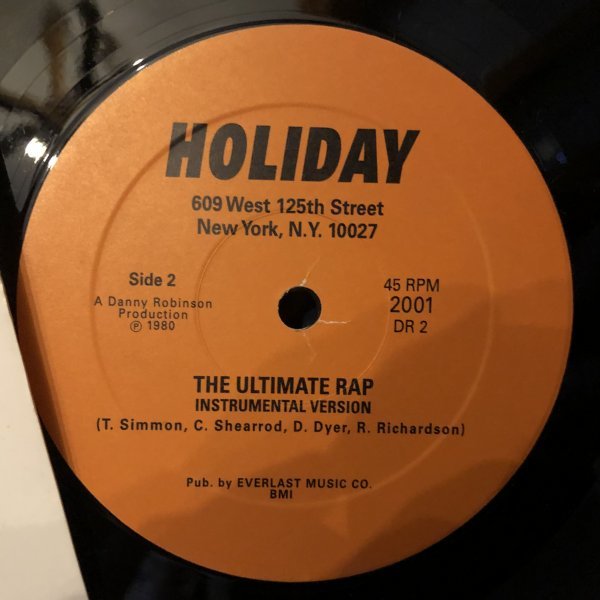 HOLIDAY
609 West 125th Street
New York, N.Y. 10027
Side 2
A Danny Robinson
Production
℗ 1980
45 RPM
2001
DR 2
THE ULTIMATE RAP
INSTRUMENTAL VERSION
(T. Simmon, C. Shearrod, D. Dyer, R. Richardson)
Pub. by EVERLAST MUSIC CO.
BMI